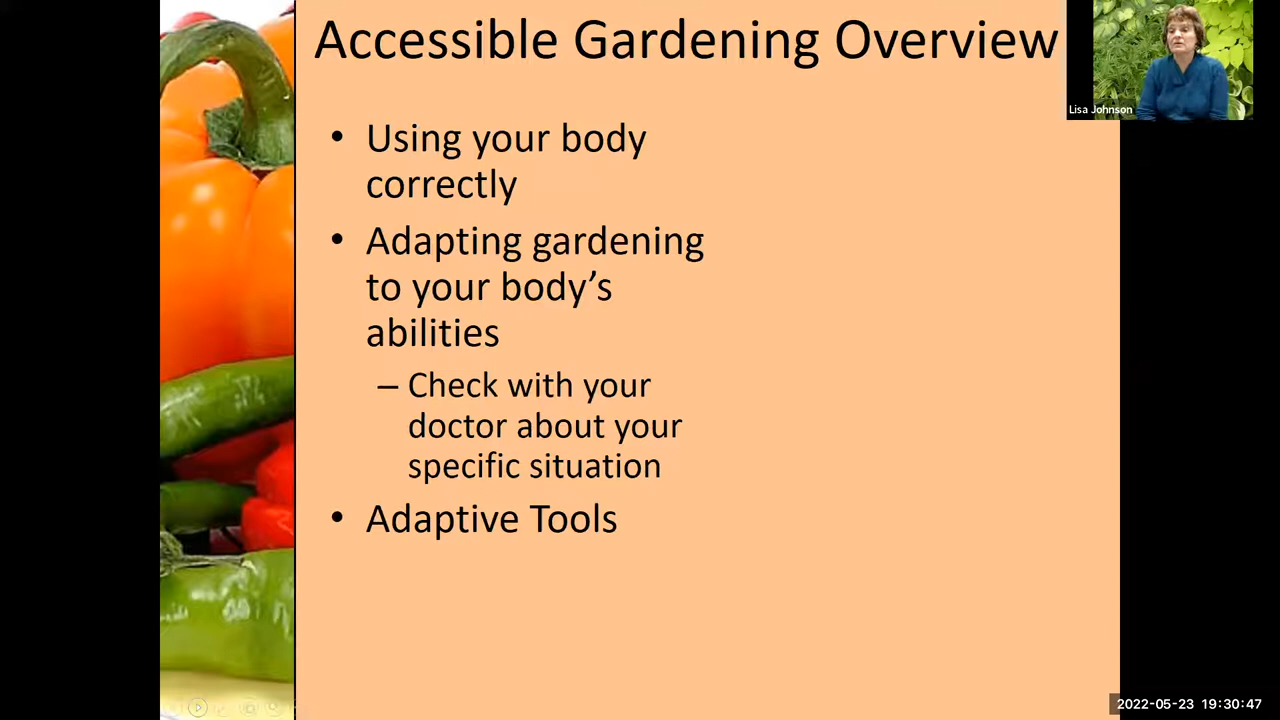 Accessible Gardening Overview
Lisa Johnson
• Using your body
correctly
• Adapting gardening
to your body’s
abilities
– Check with your
doctor about your
specific situation
• Adaptive Tools
2022-05-23 19:30:47